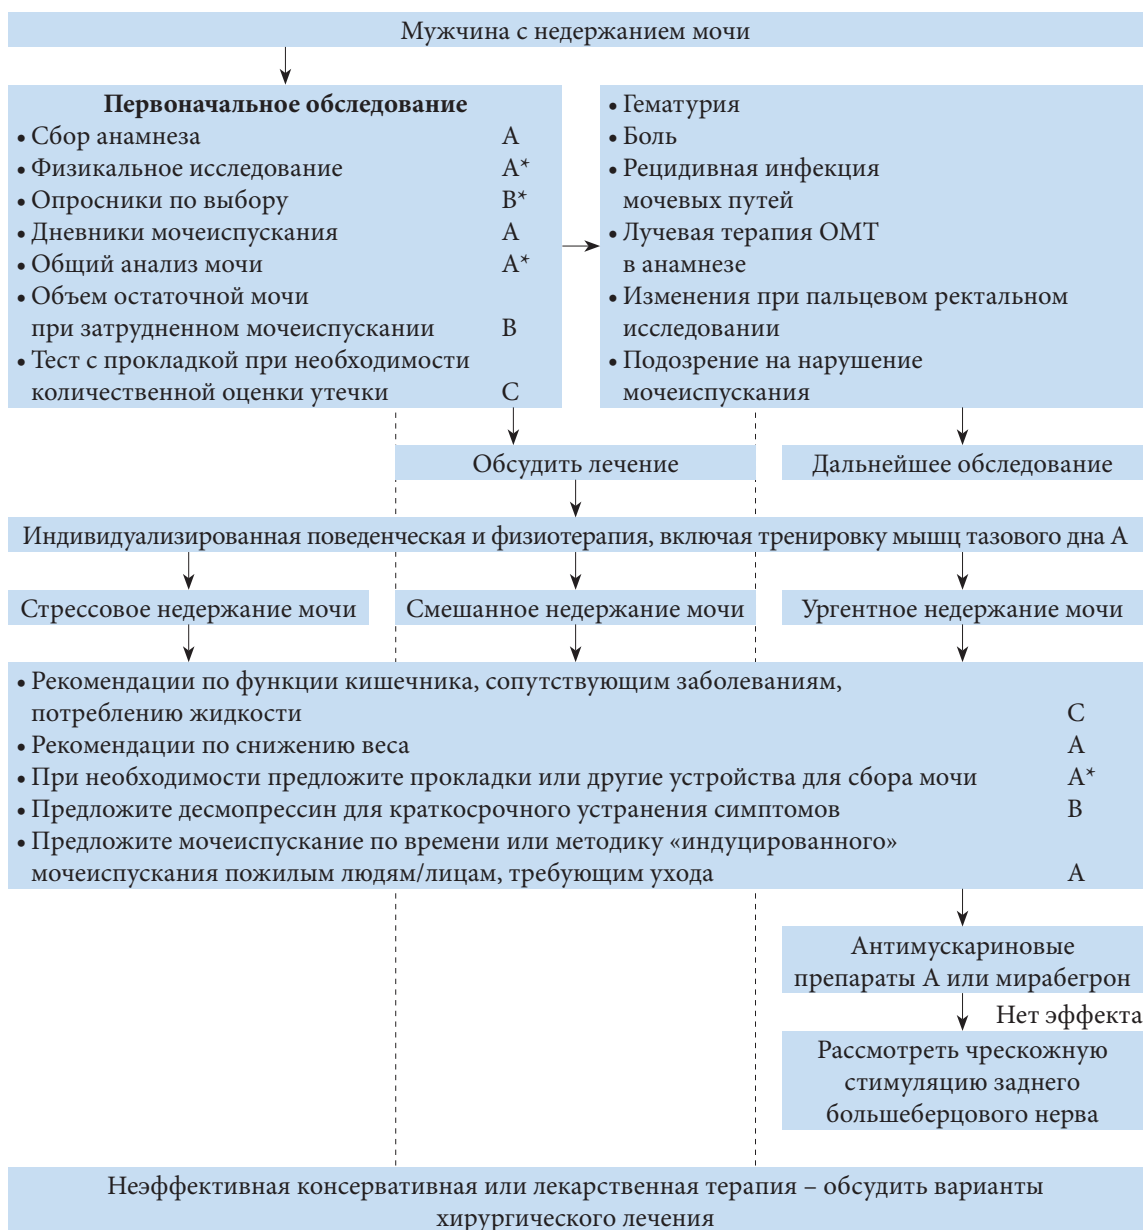 Мужчина с недержанием мочи
Первоначальное обследование
• Сбор анамнеза A
• Физикальное исследование A*
• Опросники по выбору B*
• Дневники мочеиспускания A
• Общий анализ мочи A*
• Объем остаточной мочи
при затрудненном мочеиспускании B
• Тест с прокладкой при необходимости
количественной оценки утечки C
• Гематурия
• Боль
• Рецидивная инфекция
мочевых путей
• Лучевая терапия ОМТ
в анамнезе
• Изменения при пальцевом ректальном
исследовании
• Подозрение на нарушение
мочеиспускания
Обсудить лечение
Дальнейшее обследование
Индивидуализированная поведенческая и физиотерапия, включая тренировку мышц тазового дна A
Стрессовое недержание мочи
Смешанное недержание мочи
Ургентное недержание мочи
• Рекомендации по функции кишечника, сопутствующим заболеваниям,
потреблению жидкости C
• Рекомендации по снижению веса A
• При необходимости предложите прокладки или другие устройства для сбора мочи A*
• Предложите десмопрессин для краткосрочного устранения симптомов B
• Предложите мочеиспускание по времени или методику «индуцированного»
мочеиспускания пожилым людям/лицам, требующим ухода A
Антимускариновые
препараты A или мирабегрон
Нет эффекта
Рассмотреть чрескожную
стимуляцию заднего
большеберцового нерва
Неэффективная консервативная или лекарственная терапия – обсудить варианты
хирургического лечения